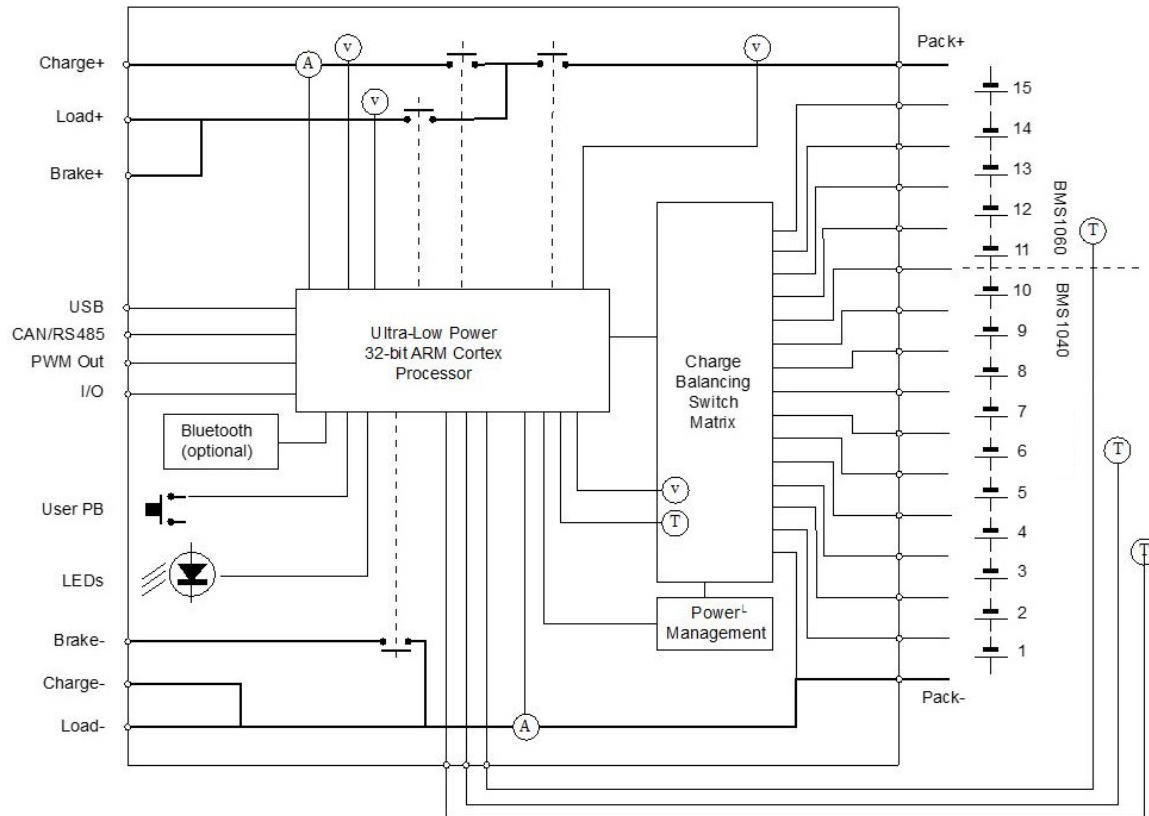 Pack+
Charge+
A
v
v
Load+
v
Brake+
15
14
13
12
11
BMS1060
T
10
9
8
7
6
5
4
3
2
1
BMS1040
T
T
USB
CAN/RS485
PWM Out
I/O
Ultra-Low Power
32-bit ARM Cortex
Processor
Charge
Balancing
Switch
Matrix
Bluetooth
(optional)
v
T
User PB
LEDs
Power└
Management
Brake-
Charge-
Load-
A
Pack-